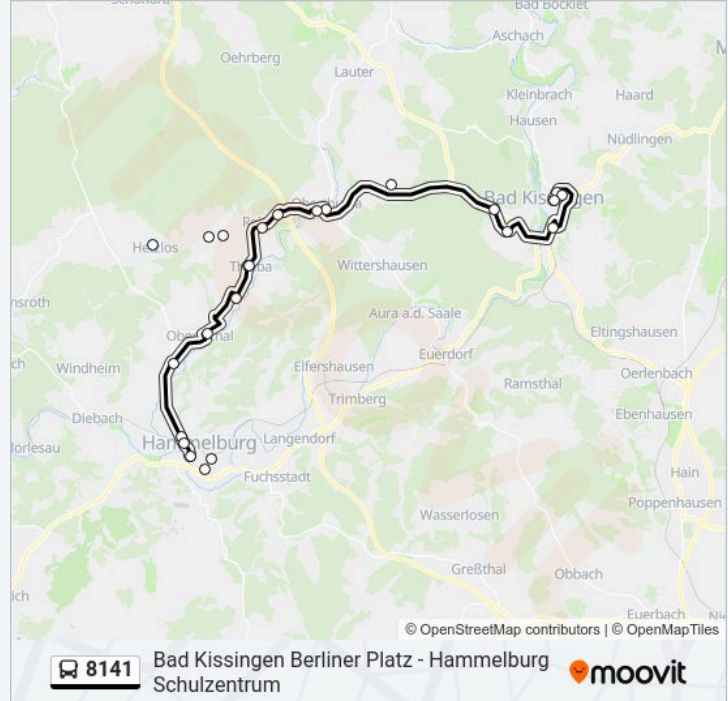 Bad Bocklet
Aschach
Oehrberg
Lauter
Kleinbrach
Haard
Hausen
Nüdlingen
Bad Kissingen
Hetzlos
Wittershausen
Aura a.d. Saale
Eltingshausen
Euerdorf
Windheim
Elfershausen
Oerlenbach
Ramsthal
Trimberg
Ebenhausen
Diebach
Hammelburg
Langendorf
Fuchsstadt
Hain
Poppenhausen
Wasserlosen
Greßthal
Obbach
Euerbach
© OpenStreetMap contributors | © OpenMapTiles
8141
Bad Kissingen Berliner Platz - Hammelburg
Schulzentrum
moovit